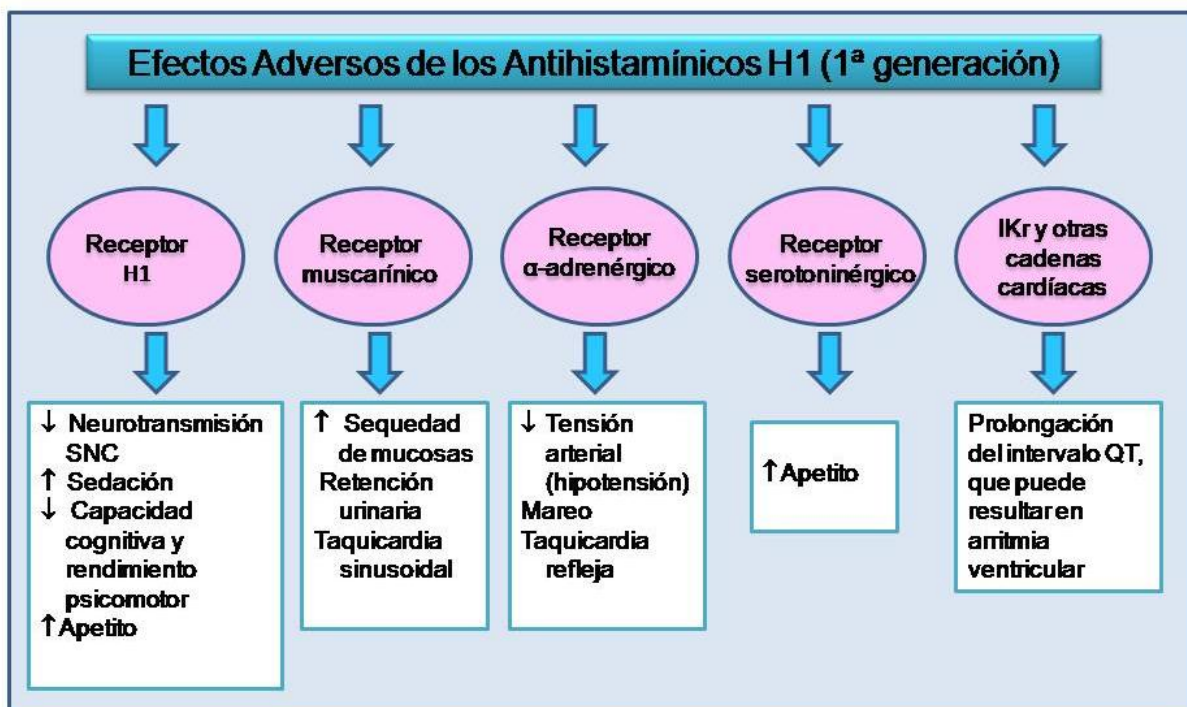 Efectos Adversos de los Antihistamínicos H1 (1ª generación)
Receptor
H1
Receptor
muscarínico
Receptor
α-adrenérgico
Receptor
serotoninérgico
IKr y otras
cadenas
cardíacas
↓ Neurotransmisión
SNC
↑ Sedación
↓ Capacidad
cognitiva y
rendimiento
psicomotor
↑Apetito
↑ Sequedad
de mucosas
Retención
urinaria
Taquicardia
sinusoidal
↓ Tensión
arterial
(hipotensión)
Mareo
Taquicardia
refleja
↑Apetito
Prolongación
del intervalo QT,
que puede
resultar en
arritmia
ventricular